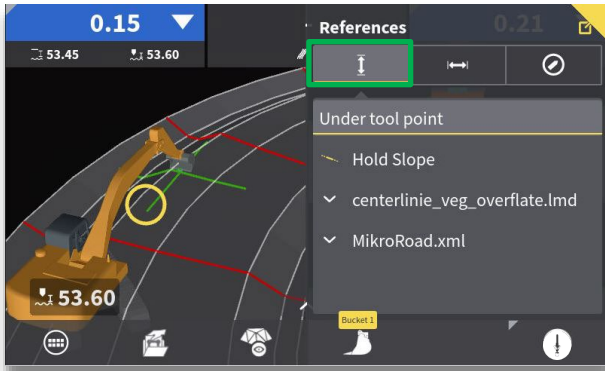 0.15
53.45
53.60
References
0.21
Under tool point
Hold Slope
centerlinie_veg_overflate.lmd
MikroRoad.xml
53.60
Bucket 1